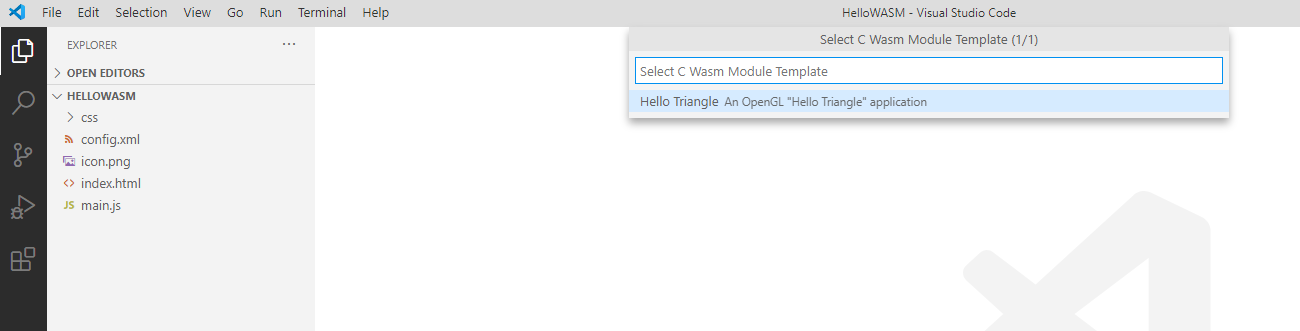 File Edit Selection View Go Run Terminal Help HelloWASM - Visual Studio Code
EXPLORER ...
OPEN EDITORS
HELLOWASM
css
config.xml
icon.png
index.html
JS main.js
Select C Wasm Module Template (1/1)
Select C Wasm Module Template
Hello Triangle An OpenGL "Hello Triangle" application